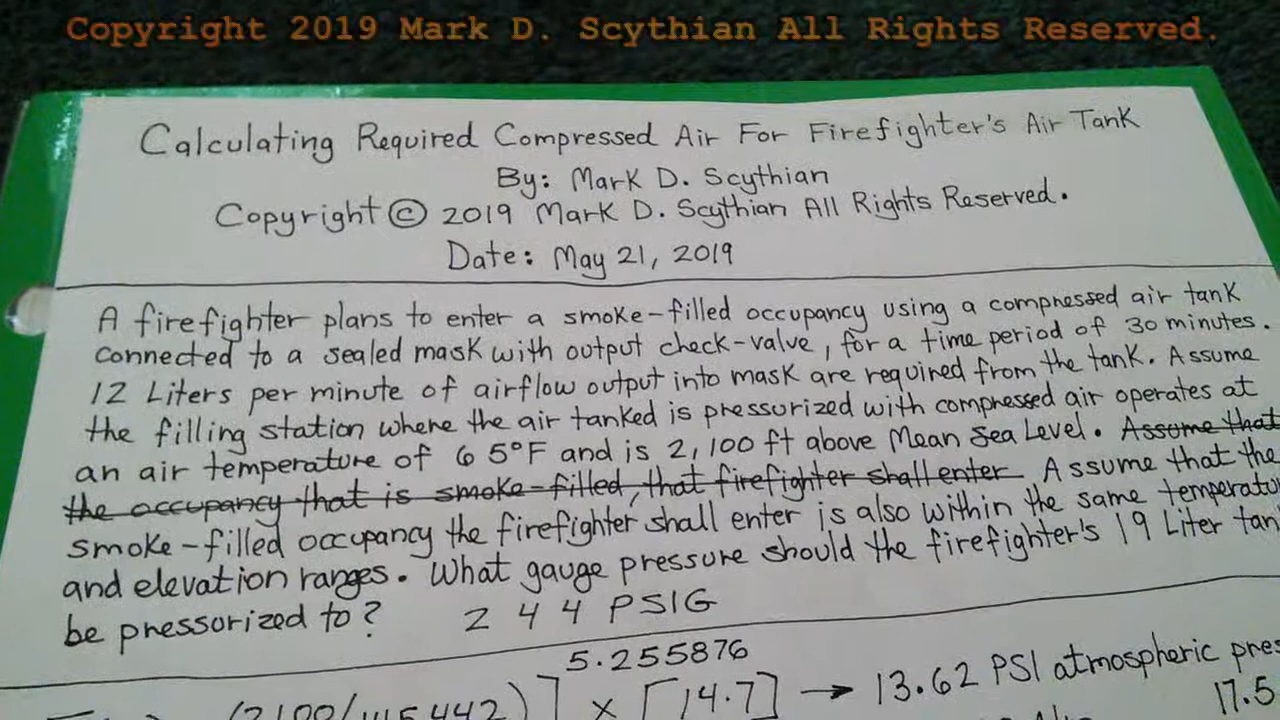 Copyright 2019 Mark D. Scythian All Rights Reserved.
Calculating Required Compressed Air For Firefighter's Air Tank
By: Mark D. Scythian
Copyright © 2019 Mark D. Scythian All Rights Reserved.
Date: May 21, 2019
A firefighter plans to enter a smoke-filled occupancy using a compressed air tank
connected to a sealed mask with output check-valve, for a time period of 30 minutes.
12 Liters per minute of airflow output into mask are required from the tank. Assume
the filling station where the air tanked is pressurized with compressed air operates at
an air temperature of 65°F and is 2,100 ft above Mean Sea Level. Assume that
the occupancy that is smoke-filled, that firefighter shall enter Assume that the
smoke-filled occupancy the firefighter shall enter is also within the same
and elevation ranges. What gauge pressure should the firefighter's 19 Liter
be pressurized to? 244 PSIG
5.255876
(2100/145442)] × [14.7] → 13.62 PSI atmospheric
17.5